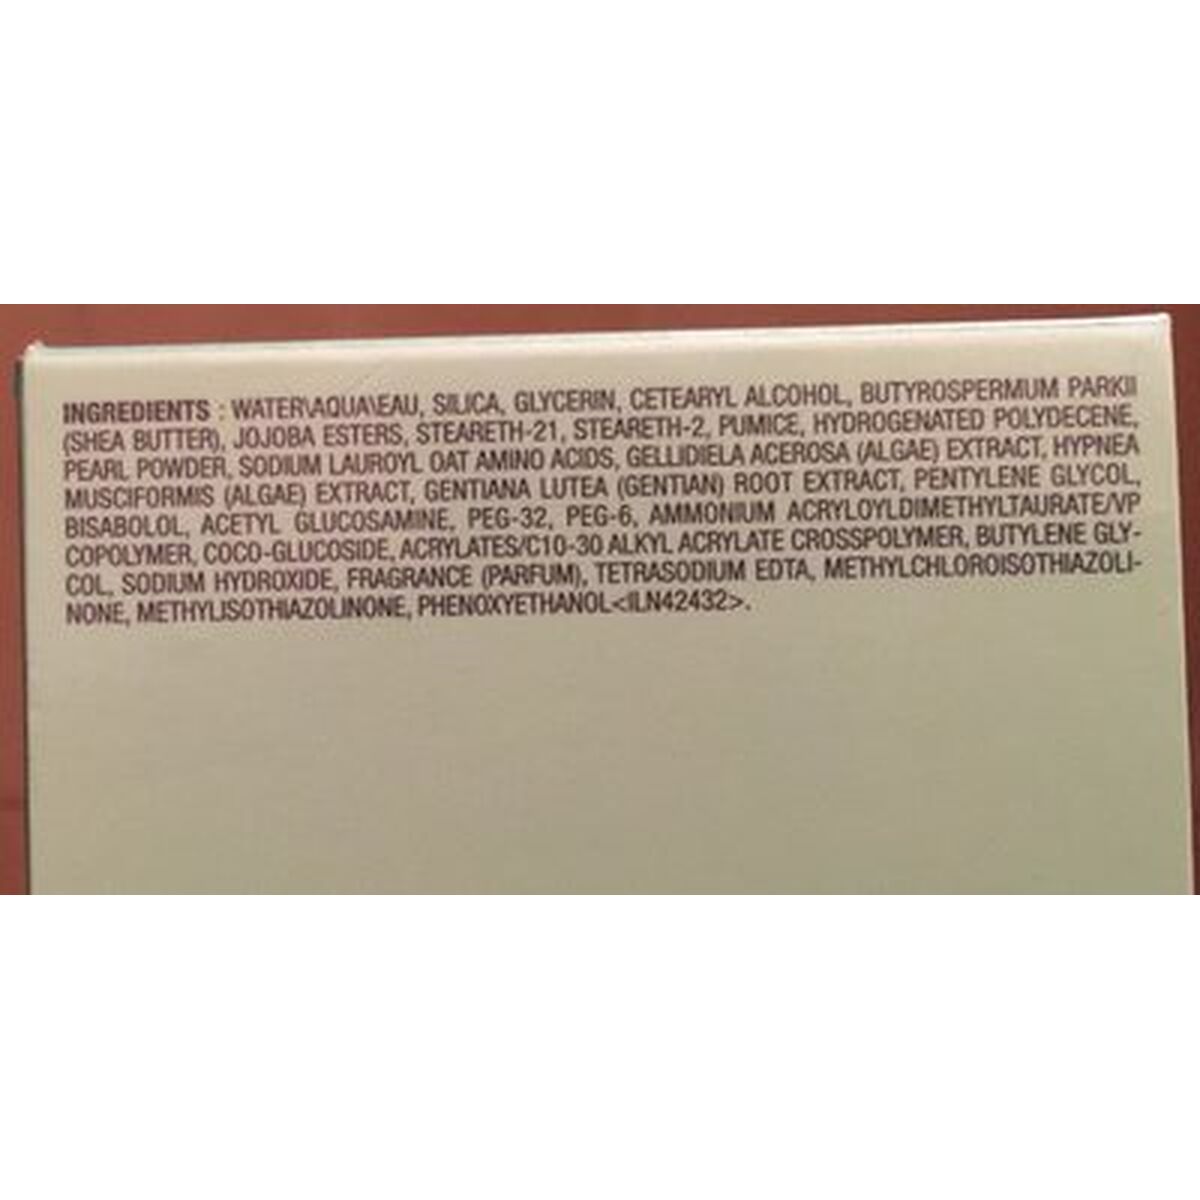 INGREDIENTS : WATER\AQUA\EAU, SILICA, GLYCERIN, CETEARYL ALCOHOL, BUTYROSPERMUM PARKII
(SHEA BUTTER), JOJOBA ESTERS, STEARETH-21, STEARETH-2, PUMICE, HYDROGENATED POLYDECENE,
PEARL POWDER, SODIUM LAUROYL OAT AMINO ACIDS, GELLIDIELA ACEROSA (ALGAE) EXTRACT, HYPNEA
MUSCIFORMIS (ALGAE) EXTRACT, GENTIANA LUTEA (GENTIAN) ROOT EXTRACT, PENTYLENE GLYCOL,
BISABOLOL, ACETYL GLUCOSAMINE, PEG-32, PEG-6, AMMONIUM ACRYLOYLDIMETHYLTAURATE/VP
COPOLYMER, COCO-GLUCOSIDE, ACRYLATES/C10-30 ALKYL ACRYLATE CROSSPOLYMER, BUTYLENE GLY-
COL, SODIUM HYDROXIDE, FRAGRANCE (PARFUM), TETRASODIUM EDTA, METHYLCHLOROISOTHIAZOLI-
NONE, METHYLISOTHIAZOLINONE, PHENOXYETHANOL<ILN42432>.